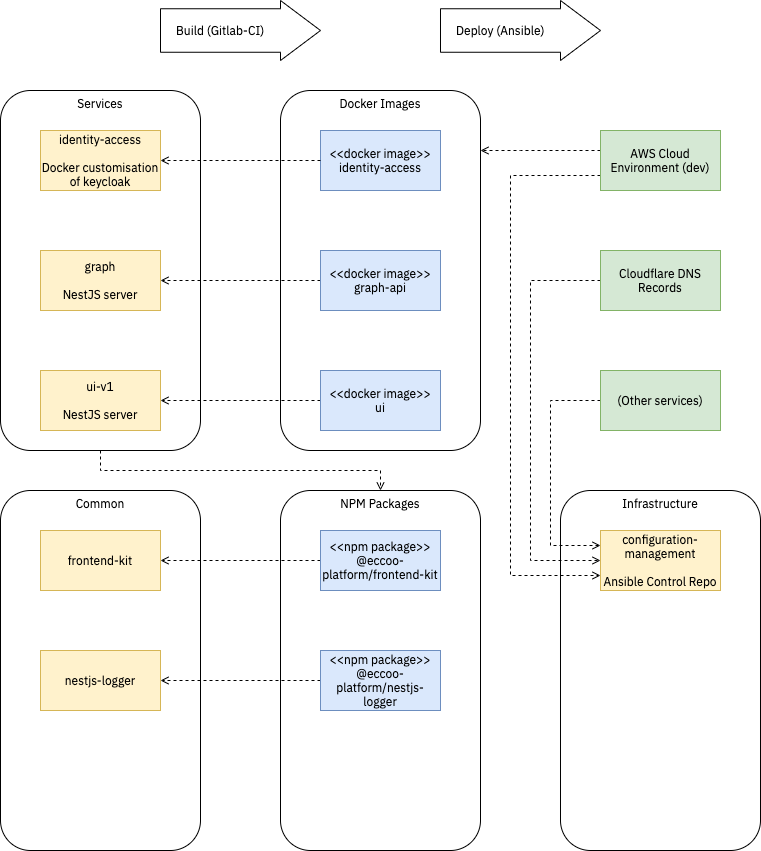 Build (Gitlab-CI)
Deploy (Ansible)
Services
identity-access
Docker customisation
of keycloak
graph
NestJS server
ui-v1
NestJS server
Docker Images
<<docker image>>
identity-access
<<docker image>>
graph-api
<<docker image>>
ui
AWS Cloud
Environment (dev)
Cloudflare DNS
Records
(Other services)
Common
frontend-kit
nestjs-logger
NPM Packages
<<npm package>>
@eccoo-
platform/frontend-kit
<<npm package>>
@eccoo-
platform/nestjs-
logger
Infrastructure
configuration-
management
Ansible Control Repo